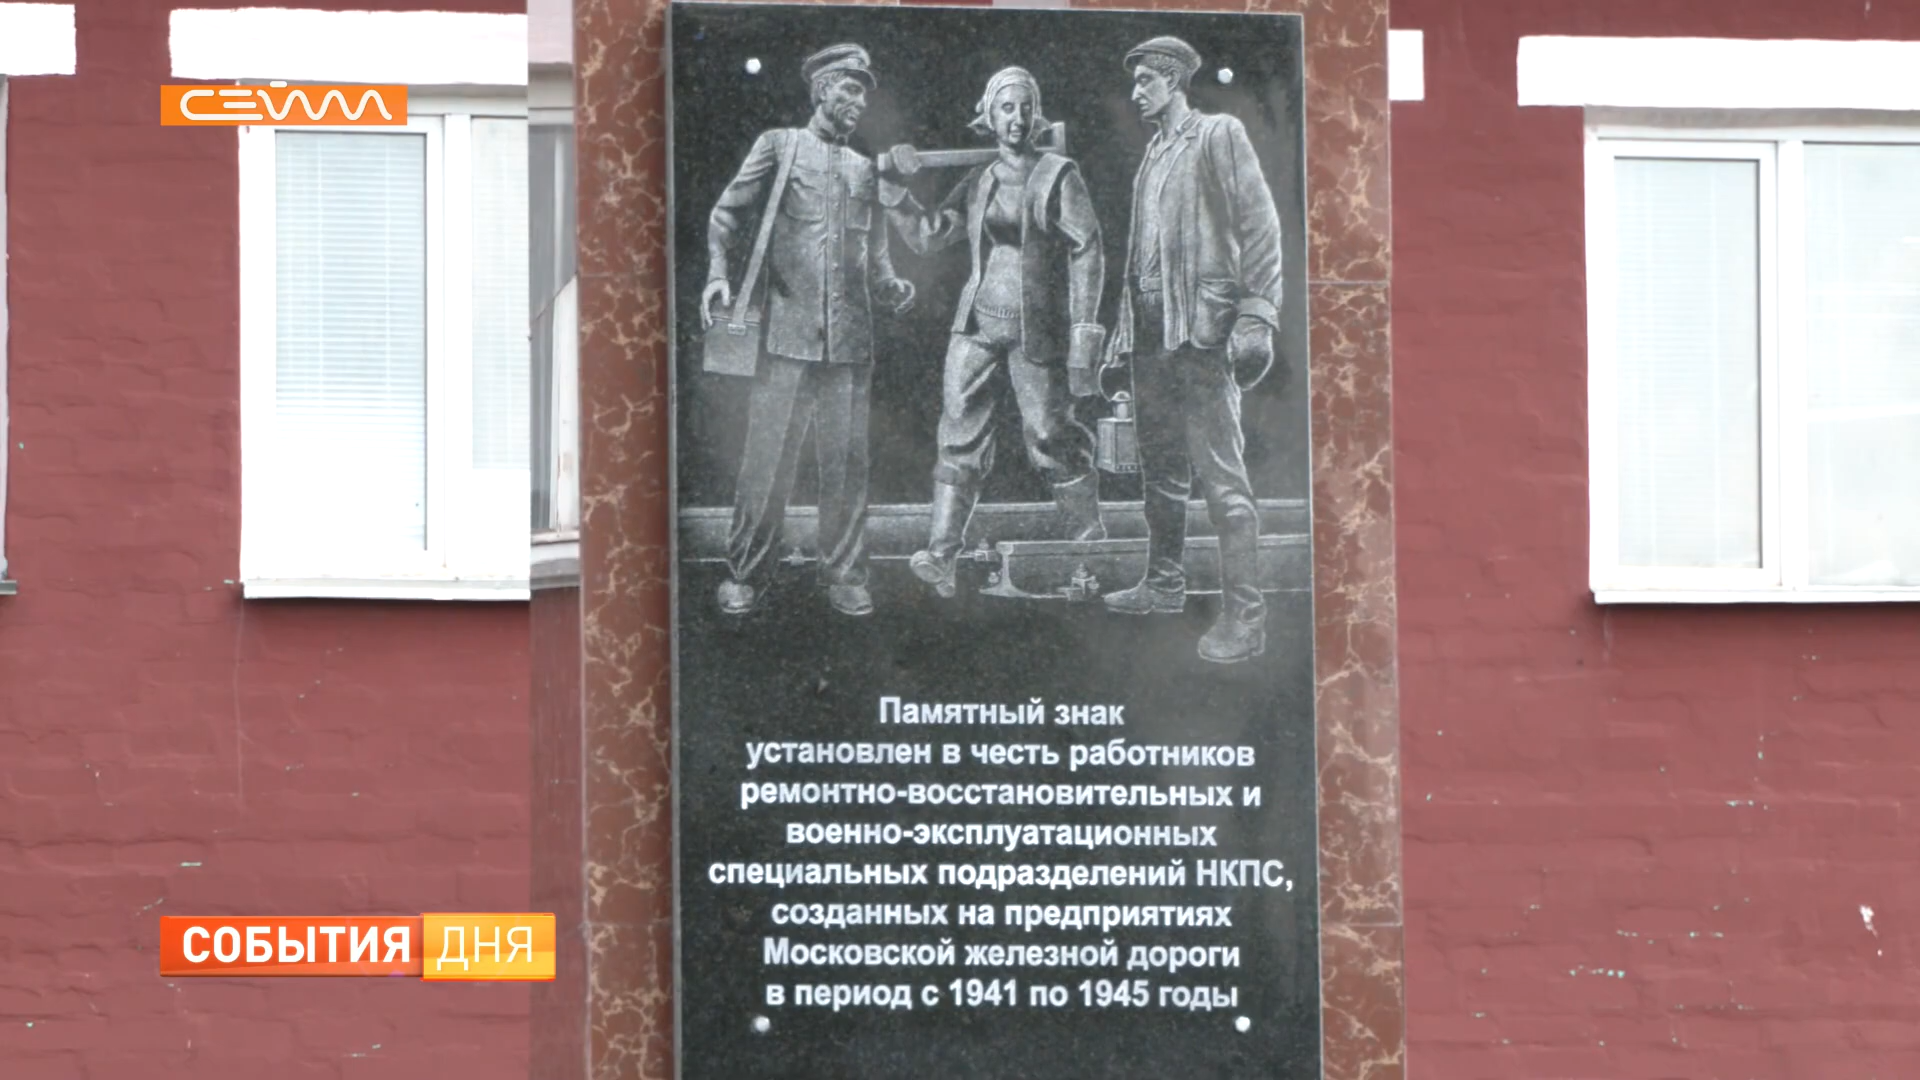 СЕЙМ
Памятный знак
установлен в честь работников
ремонтно-восстановительных и
военно-эксплуатационных
специальных подразделений НКПС,
созданных на предприятиях
Московской железной дороги
в период с 1941 по 1945 годы
СОБЫТИЯ ДНЯ